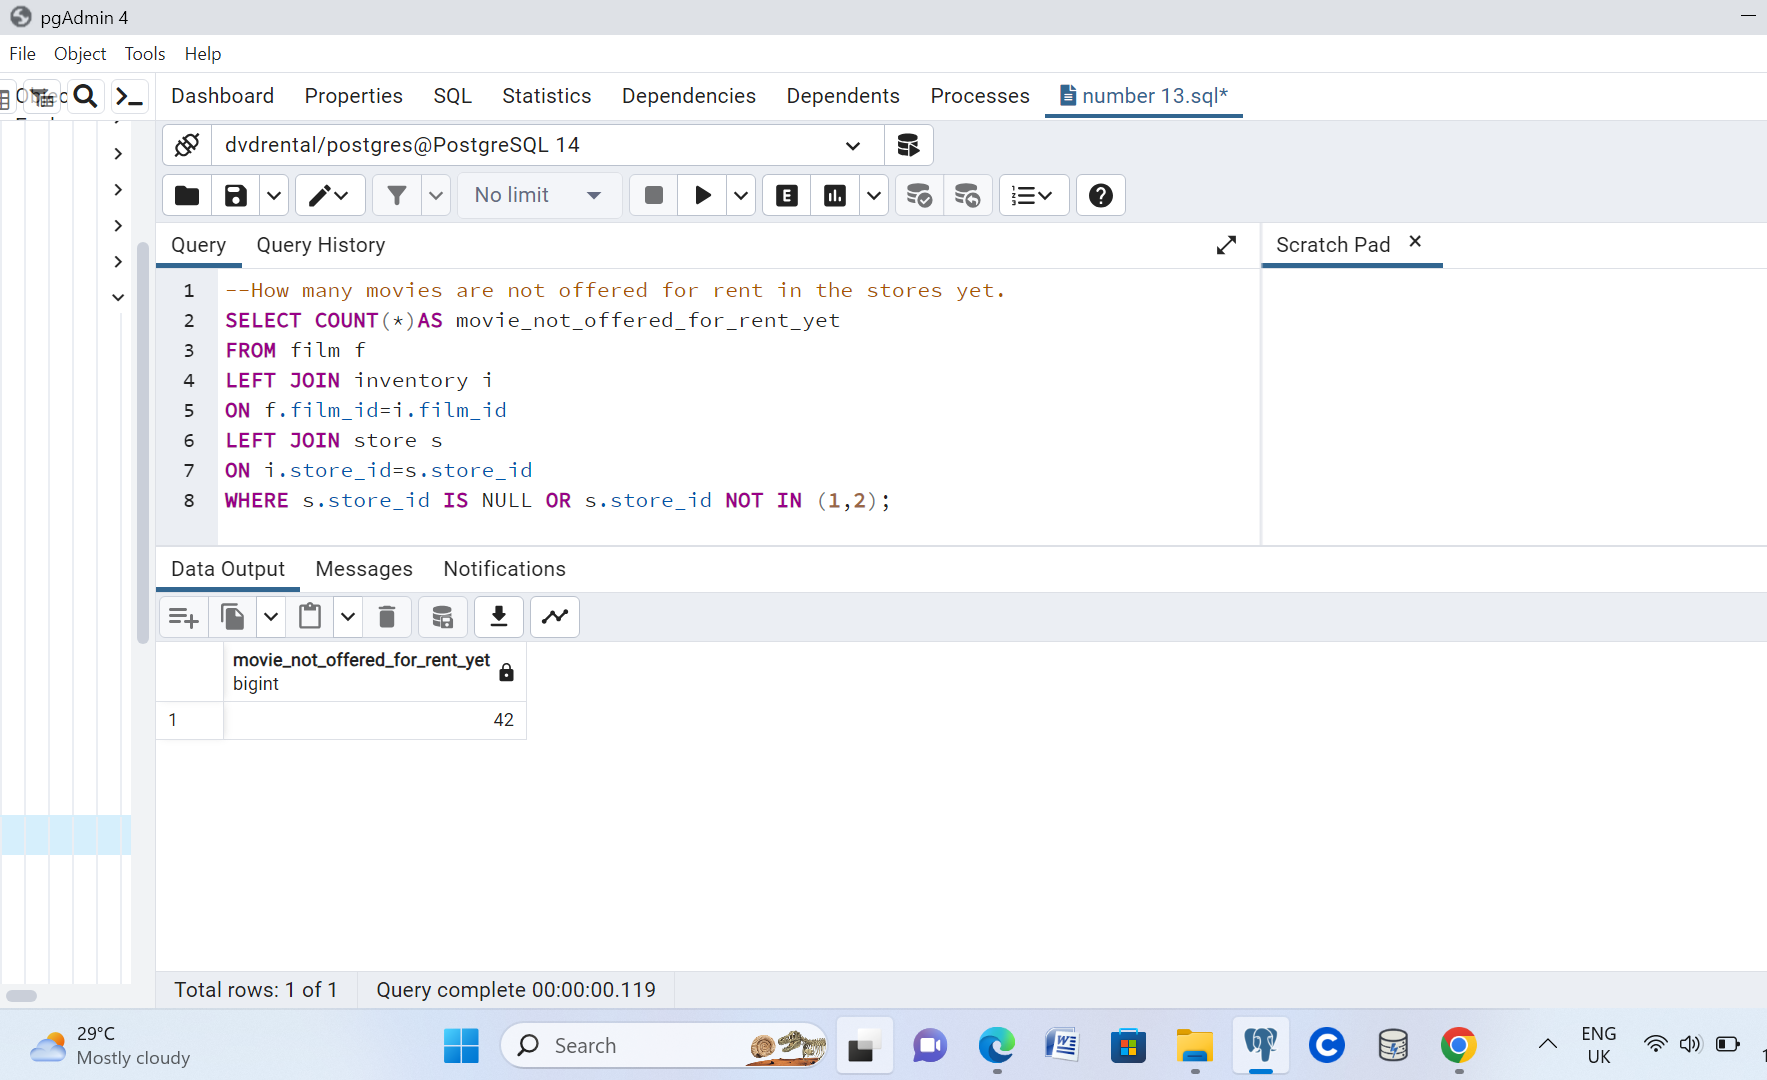 pgAdmin 4
File Object Tools Help
Dashboard Properties SQL Statistics Dependencies Dependents Processes number 13.sql*
dvdrental/postgres@PostgreSQL 14
No limit
E
Query Query History
Scratch Pad
1 --How many movies are not offered for rent in the stores yet.
2 SELECT COUNT(*)AS movie_not_offered_for_rent_yet
3 FROM film f
4 LEFT JOIN inventory i
5 ON f.film_id=i.film_id
6 LEFT JOIN store s
7 ON i.store_id=s.store_id
8 WHERE s.store_id IS NULL OR s.store_id NOT IN (1,2);
Data Output Messages Notifications
movie_not_offered_for_rent_yet
bigint
1 42
Total rows: 1 of 1 Query complete 00:00:00.119
29°C
Mostly cloudy
Search
ENG
UK